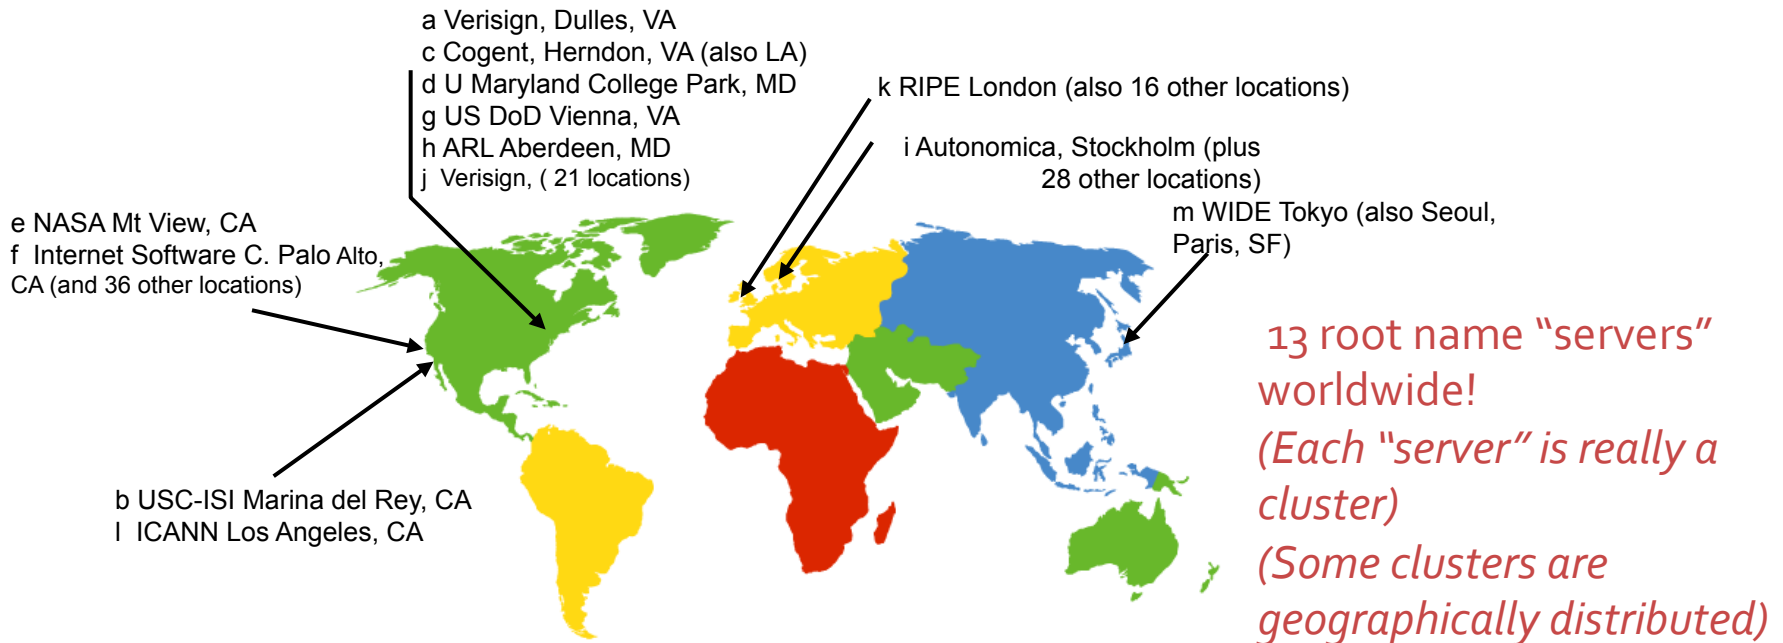 a Verisign, Dulles, VA
c Cogent, Herndon, VA (also LA)
d U Maryland College Park, MD
g US DoD Vienna, VA
h ARL Aberdeen, MD
j Verisign, ( 21 locations)
k RIPE London (also 16 other locations)
i Autonomica, Stockholm (plus
28 other locations)
m WIDE Tokyo (also Seoul,
Paris, SF)
e NASA Mt View, CA
f Internet Software C. Palo Alto,
CA (and 36 other locations)
b USC-ISI Marina del Rey, CA
l ICANN Los Angeles, CA
13 root name “servers”
worldwide!
(Each “server” is really a
cluster)
(Some clusters are
geographically distributed)